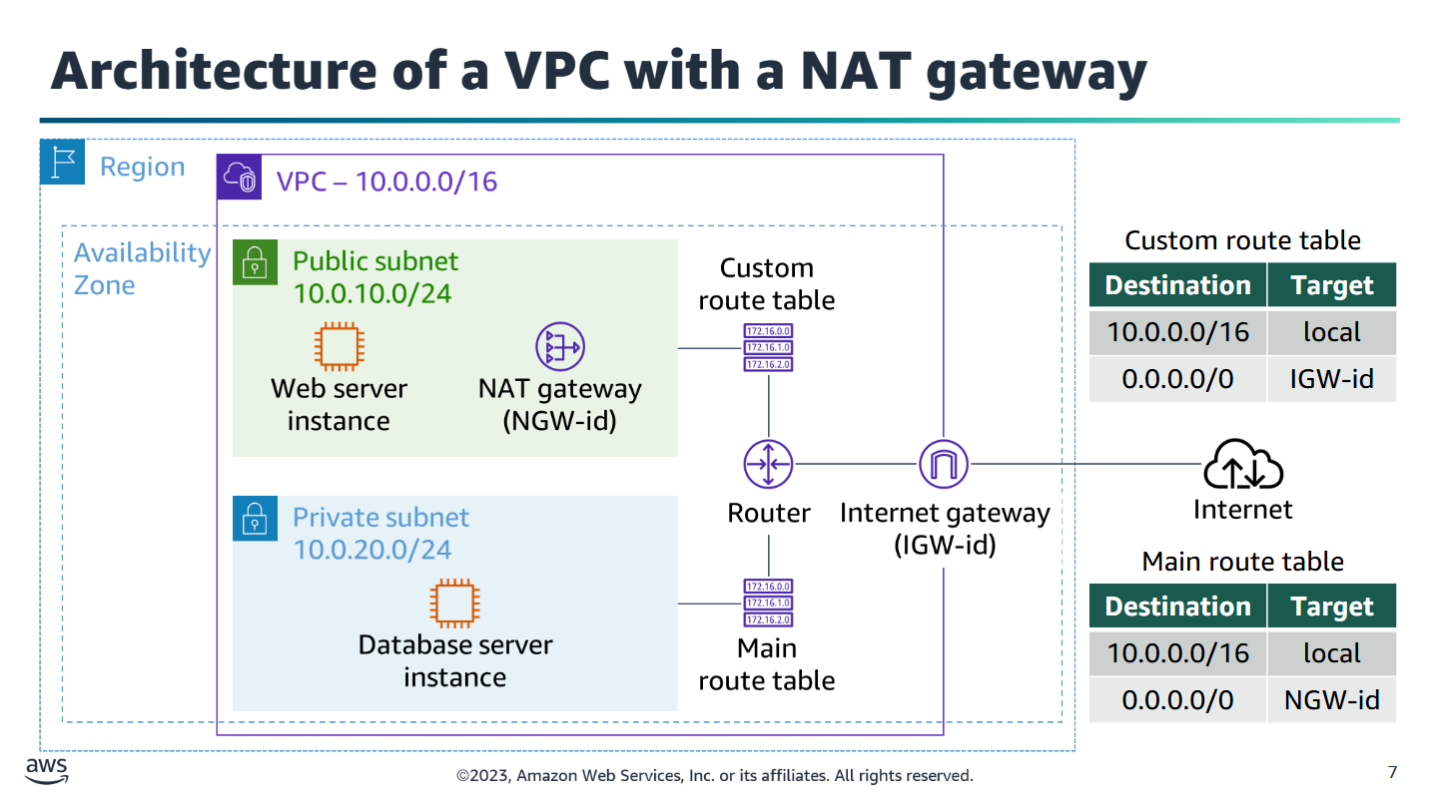 Architecture of a VPC with a NAT gateway
Region
VPC – 10.0.0.0/16
Availability
Zone
Public subnet
10.0.10.0/24
Web server
instance
NAT gateway
(NGW-id)
Custom
route table
172.16.0.0
172.16.1.0
172.16.2.0
Router
Internet gateway
(IGW-id)
Private subnet
10.0.20.0/24
Database server
instance
172.16.0.0
172.16.1.0
172.16.2.0
Main
route table
Custom route table
Destination Target
10.0.0.0/16 local
0.0.0.0/0 IGW-id
Internet
Main route table
Destination Target
10.0.0.0/16 local
0.0.0.0/0 NGW-id
aws
©2023, Amazon Web Services, Inc. or its affiliates. All rights reserved.
7